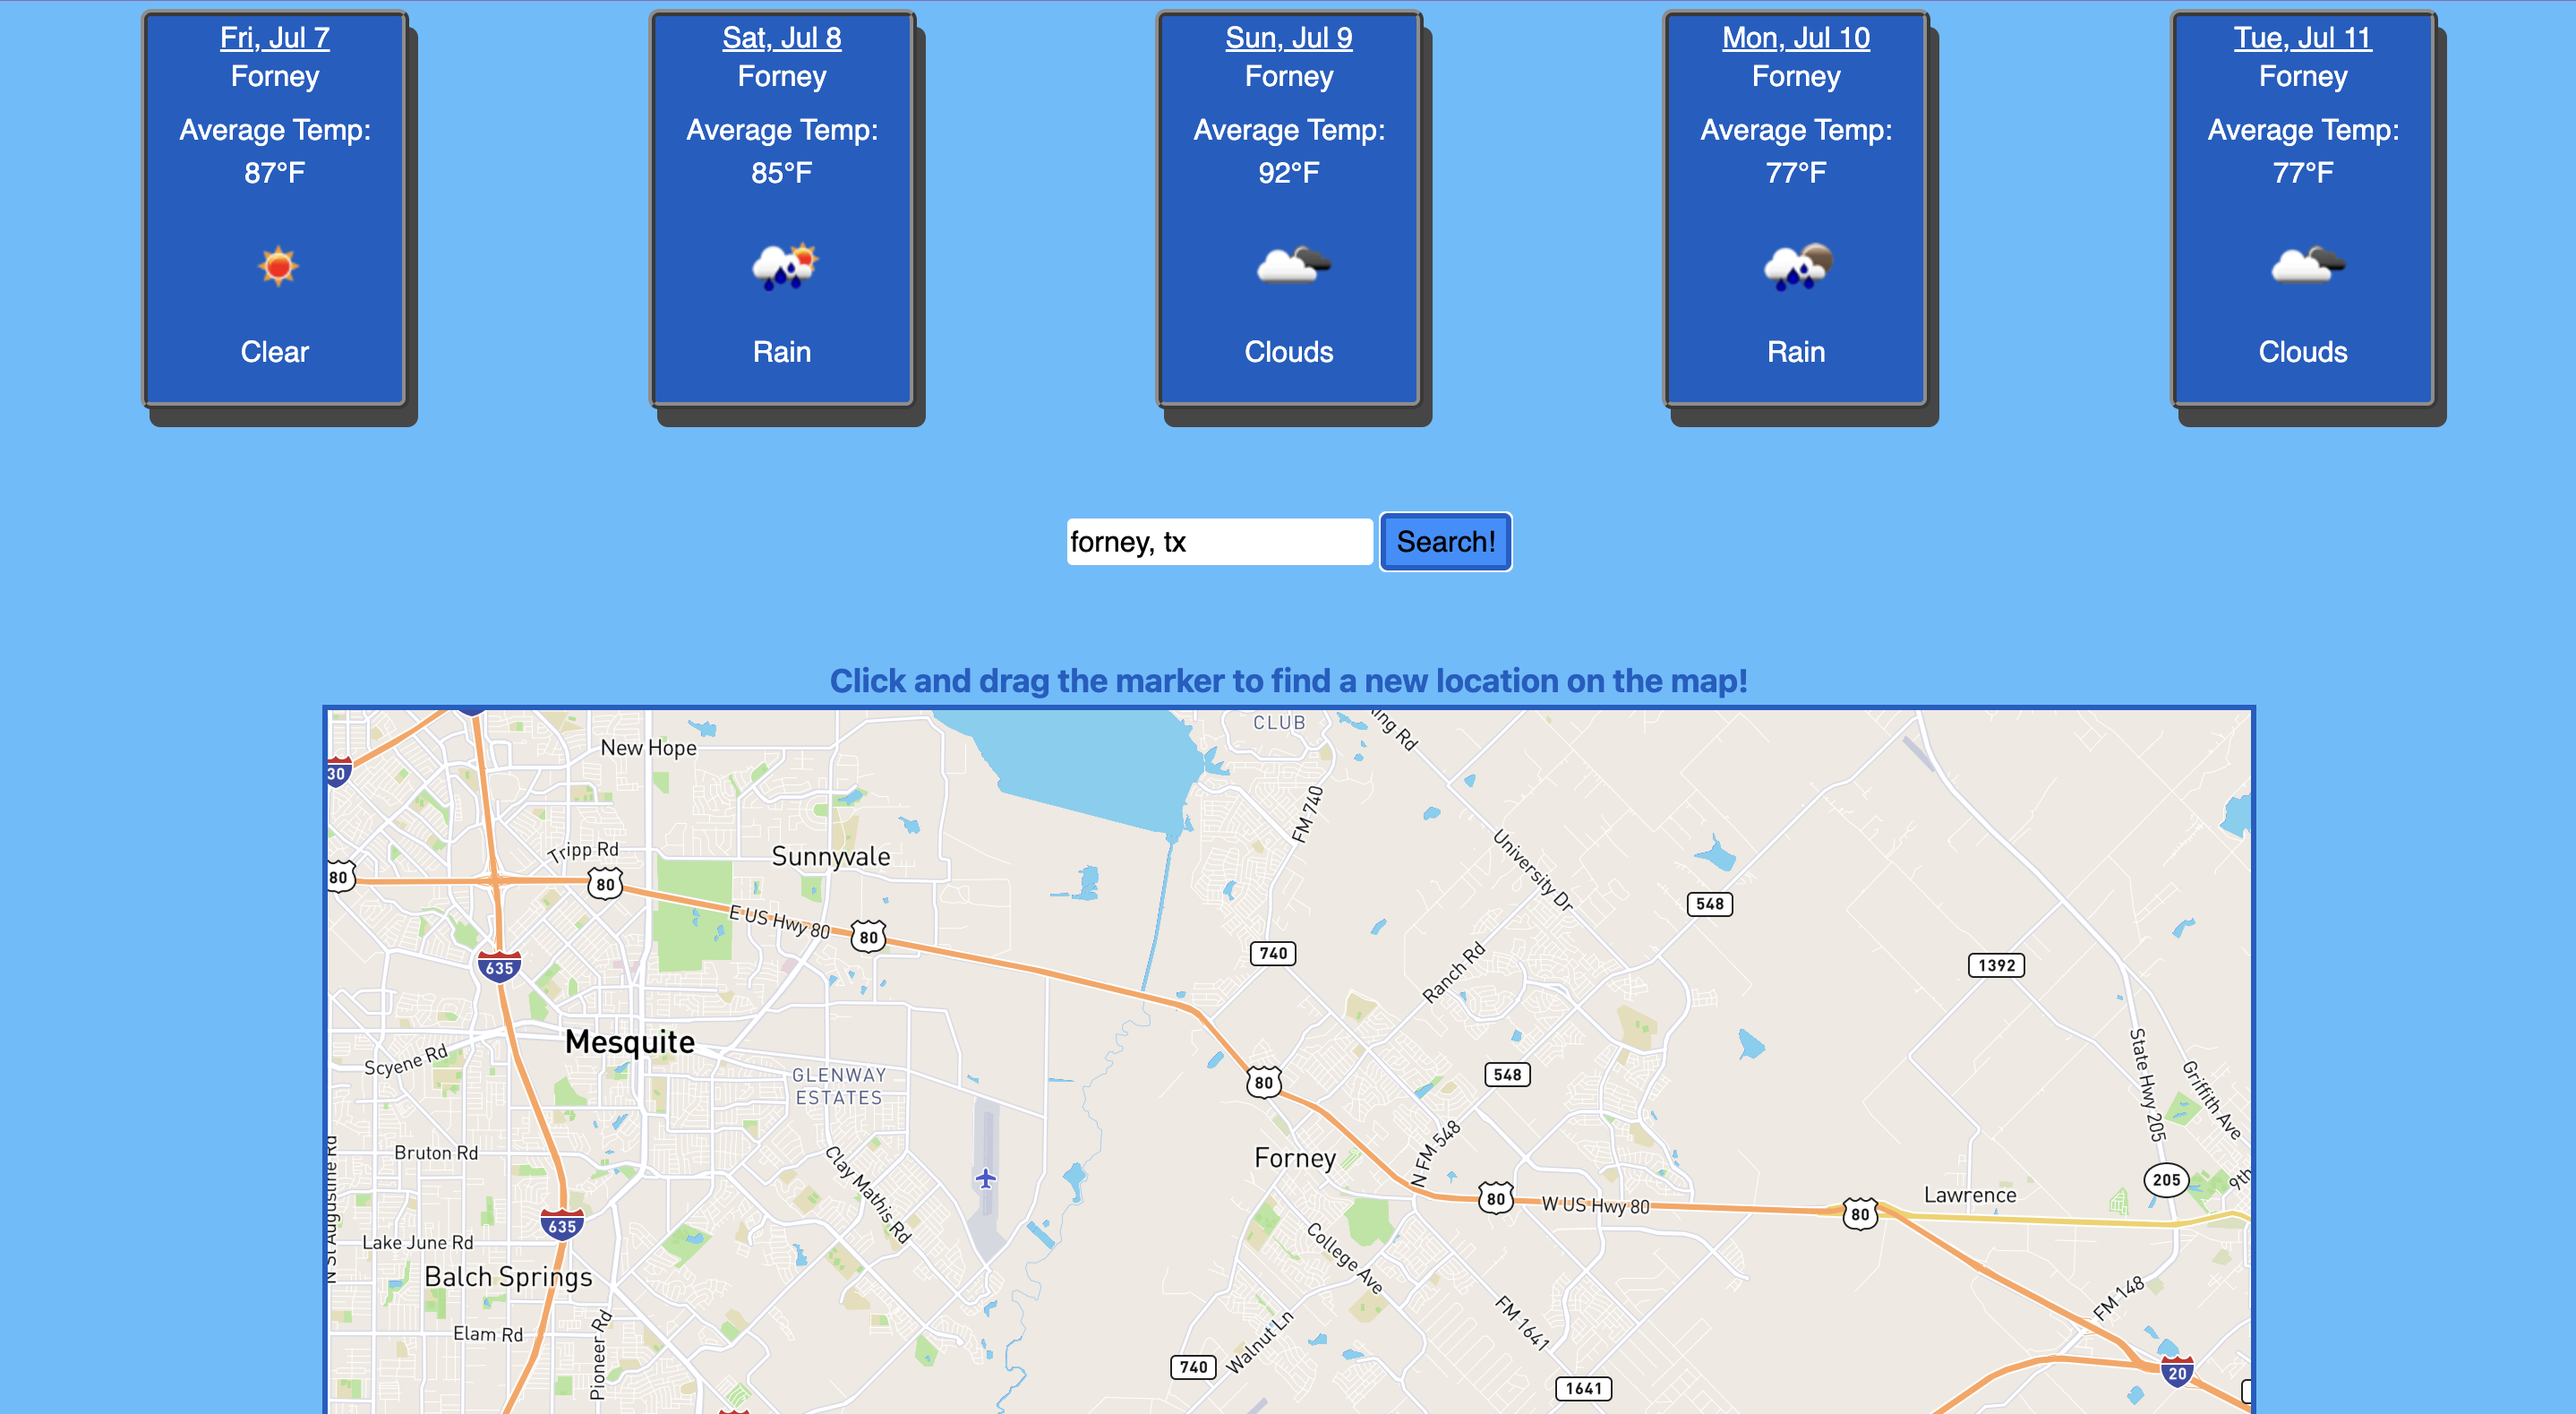 Fri, Jul 7
Forney
Average Temp:
87°F
Clear
Sat, Jul 8
Forney
Average Temp:
85°F
Rain
Sun, Jul 9
Forney
Average Temp:
92°F
Clouds
Mon, Jul 10
Forney
Average Temp:
77°F
Rain
Tue, Jul 11
Forney
Average Temp:
77°F
Clouds
forney, tx
Search!
Click and drag the marker to find a new location on the map!
CLUB
New Hope
30
FM 740
Tripp Rd
Sunnyvale
University Dr
80
80
548
E US Hwy 80
80
740
Ranch Rd
635
1392
Mesquite
Scyene Rd
GLENWAY
ESTATES
80
548
State Hwy 205
Griffith Ave
Bruton Rd
Clay Mathis Rd
Forney
N FM 548
205
9th
80
W US Hwy 80
80
Lawrence
635
N St Augustine Rd
Lake June Rd
College Ave
Balch Springs
FM 148
Elam Rd
Pioneer Rd
Walnut Ln
FM 1641
740
1641
20